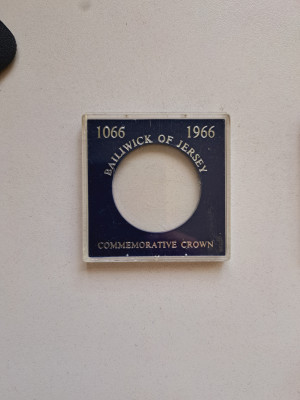 1066 1966
BAILIWICK OF JERSEY
COMMEMORATIVE CROWN